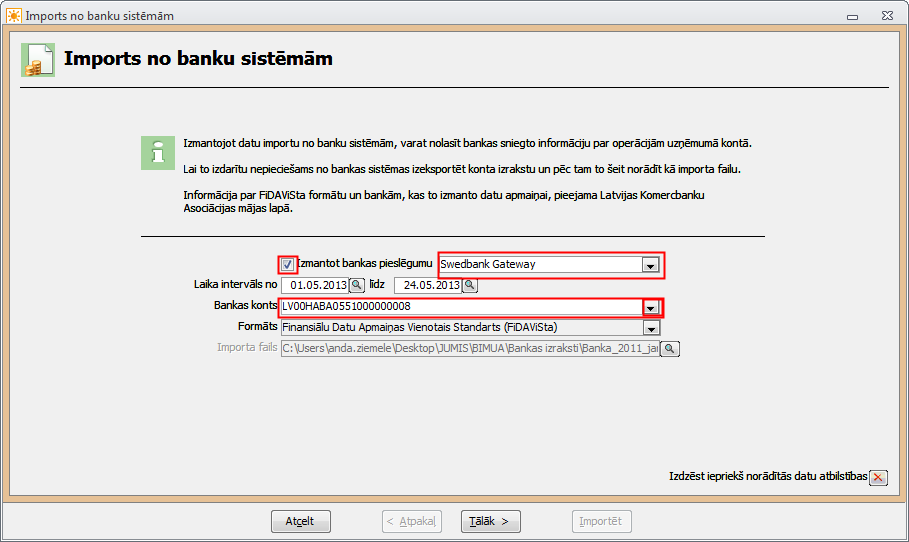 Imports no banku sistēmām
Imports no banku sistēmām
Izmantojot datu importu no banku sistēmām, varat nolasīt bankas sniegto informāciju par operācijām uzņēmumā kontā.
Lai to izdarītu nepieciešams no bankas sistēmas izeksportēt konta izrakstu un pēc tam to šeit norādīt kā importa failu.
Informācija par FiDAViSta formātu un bankām, kas to izmanto datu apmaiņai, pieejama Latvijas Komercbanku
Asociācijas mājas lapā.
Izmantot bankas pieslēgumu Swedbank Gateway
Laika intervāls no 01.05.2013 līdz 24.05.2013
Bankas konts LV00HABA0551000000008
Formāts Finansiālu Datu Apmaiņas Vienotais Standarts (FiDAViSta)
Importa fails C:\Users\anda.ziemele\Desktop\JUMIS\BIMUA\Bankas izraksti\Banka_2011_jan
Izdzēst iepriekš norādītās datu atbilstības
Atcelt < Atpakaļ Tālāk > Importēt